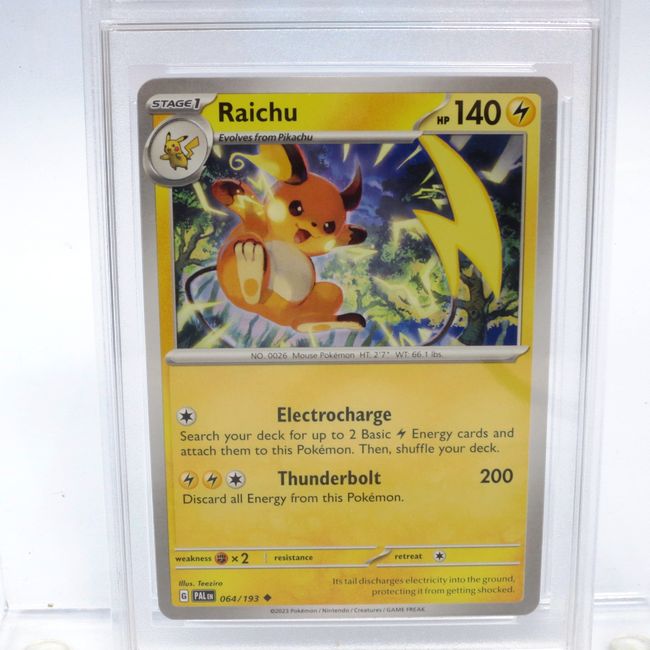 STAGE 1 Raichu HP 140
Evolves from Pikachu
NO. 0026 Mouse Pokémon HT: 2'7" WT: 66.1 lbs.
Electrocharge
Search your deck for up to 2 Basic Energy cards and
attach them to this Pokémon. Then, shuffle your deck.
Thunderbolt 200
Discard all Energy from this Pokémon.
weakness ×2 resistance retreat
Illus. Teeziro
Its tail discharges electricity into the ground,
G PAL EN 064/193 protecting it from getting shocked.
©2023 Pokémon / Nintendo / Creatures / GAME FREAK